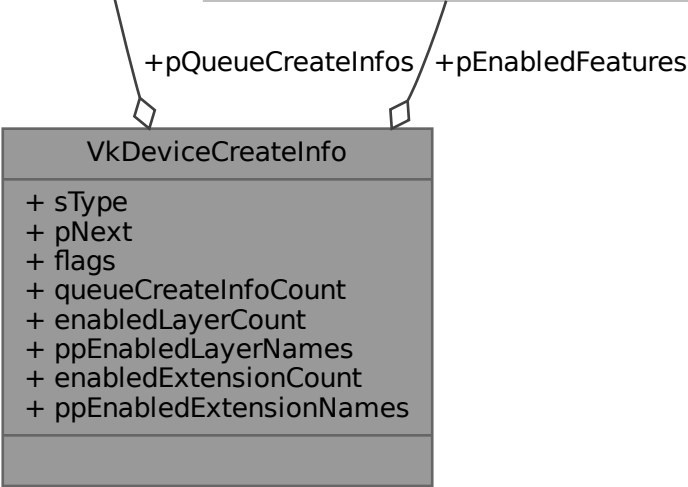 +pQueueCreateInfos
+pEnabledFeatures
VkDeviceCreateInfo
+ sType
+ pNext
+ flags
+ queueCreateInfoCount
+ enabledLayerCount
+ ppEnabledLayerNames
+ enabledExtensionCount
+ ppEnabledExtensionNames